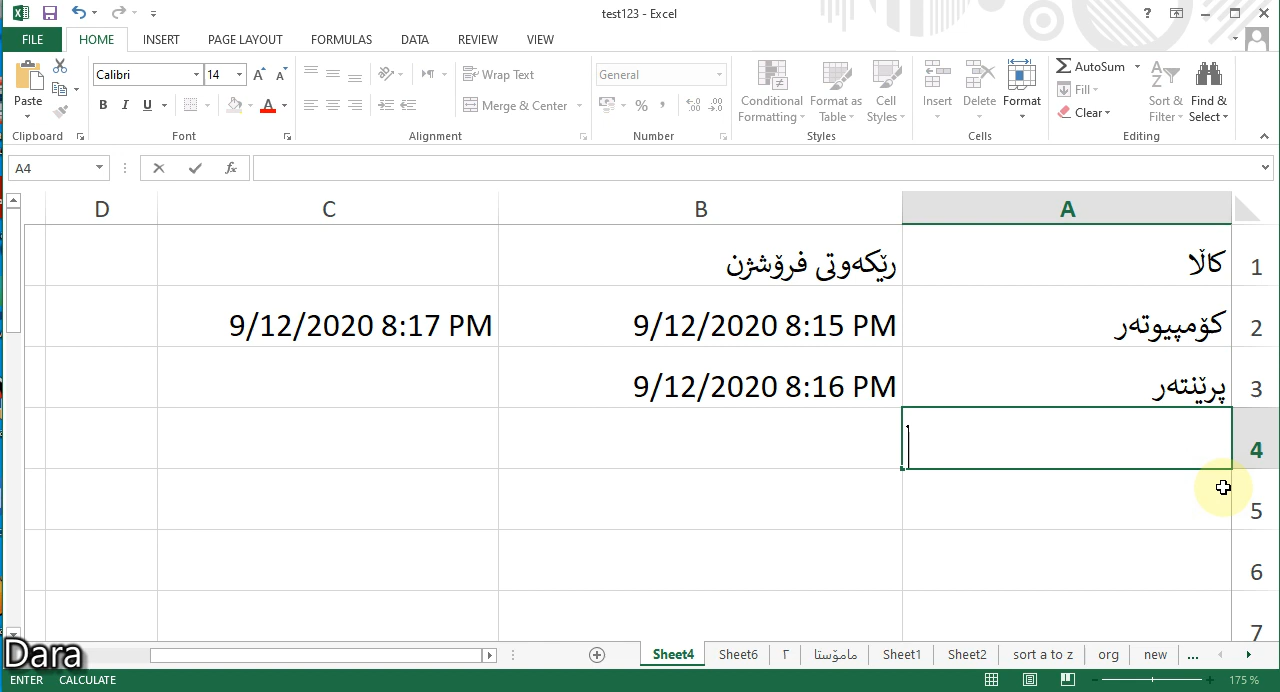 test123 - Excel
FILE HOME INSERT PAGE LAYOUT FORMULAS DATA REVIEW VIEW
Paste
Clipboard
Calibri 14
B I U A
Font
Wrap Text
Merge & Center
Alignment
General
%
Number
Conditional Formatting
Format as Table
Cell Styles
Styles
Insert Delete Format
Cells
AutoSum
Fill
Clear
Sort & Filter
Find & Select
Editing
A4
fx
D C B A
کاڵا
ڕێکەوتی فرۆشژن
1
کۆمپیوتەر
9/12/2020 8:15 PM
9/12/2020 8:17 PM
2
پرێنتەر
9/12/2020 8:16 PM
3
4
5
6
7
Dara
Sheet4 Sheet6 ٢ مامۆستا Sheet1 Sheet2 sort a to z org new ...
ENTER CALCULATE
175 %